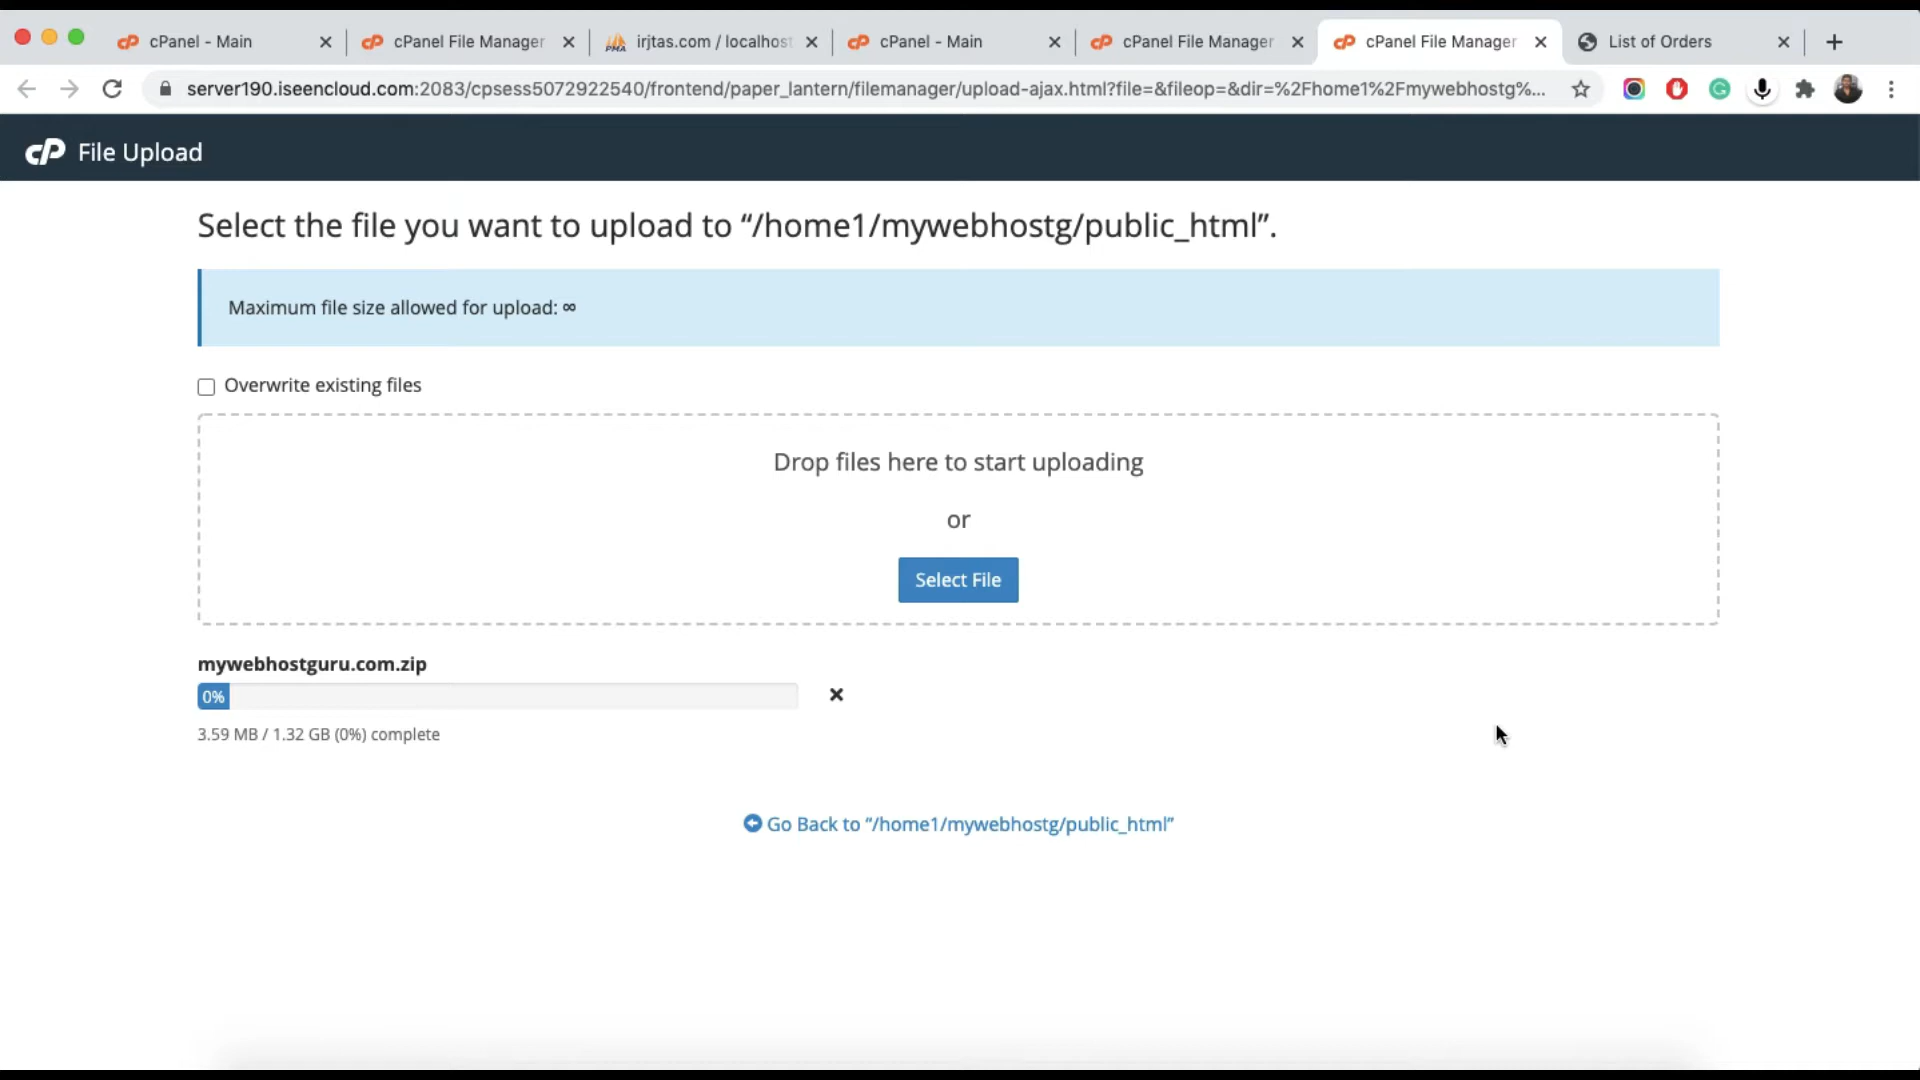 cPanel - Main
cPanel File Manager
irjtas.com / localhost
cPanel - Main
cPanel File Manager
cPanel File Manager
List of Orders
server190.iseencloud.com:2083/cpsess5072922540/frontend/paper_lantern/filemanager/upload-ajax.html?file=&fileop=&dir=%2Fhome1%2Fmywebhostg%...
cP File Upload
Select the file you want to upload to “/home1/mywebhostg/public_html”.
Maximum file size allowed for upload: ∞
Overwrite existing files
Drop files here to start uploading
or
Select File
mywebhostguru.com.zip
0%
3.59 MB / 1.32 GB (0%) complete
Go Back to “/home1/mywebhostg/public_html”